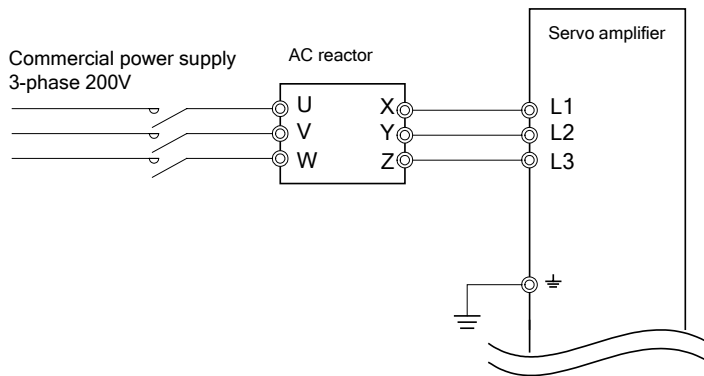 Commercial power supply
3-phase 200V
AC reactor
Servo amplifier
U
X
L1
V
Y
L2
W
Z
L3